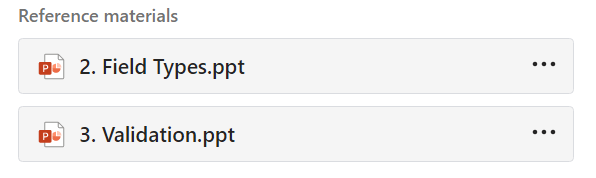 Reference materials
2. Field Types.ppt
3. Validation.ppt